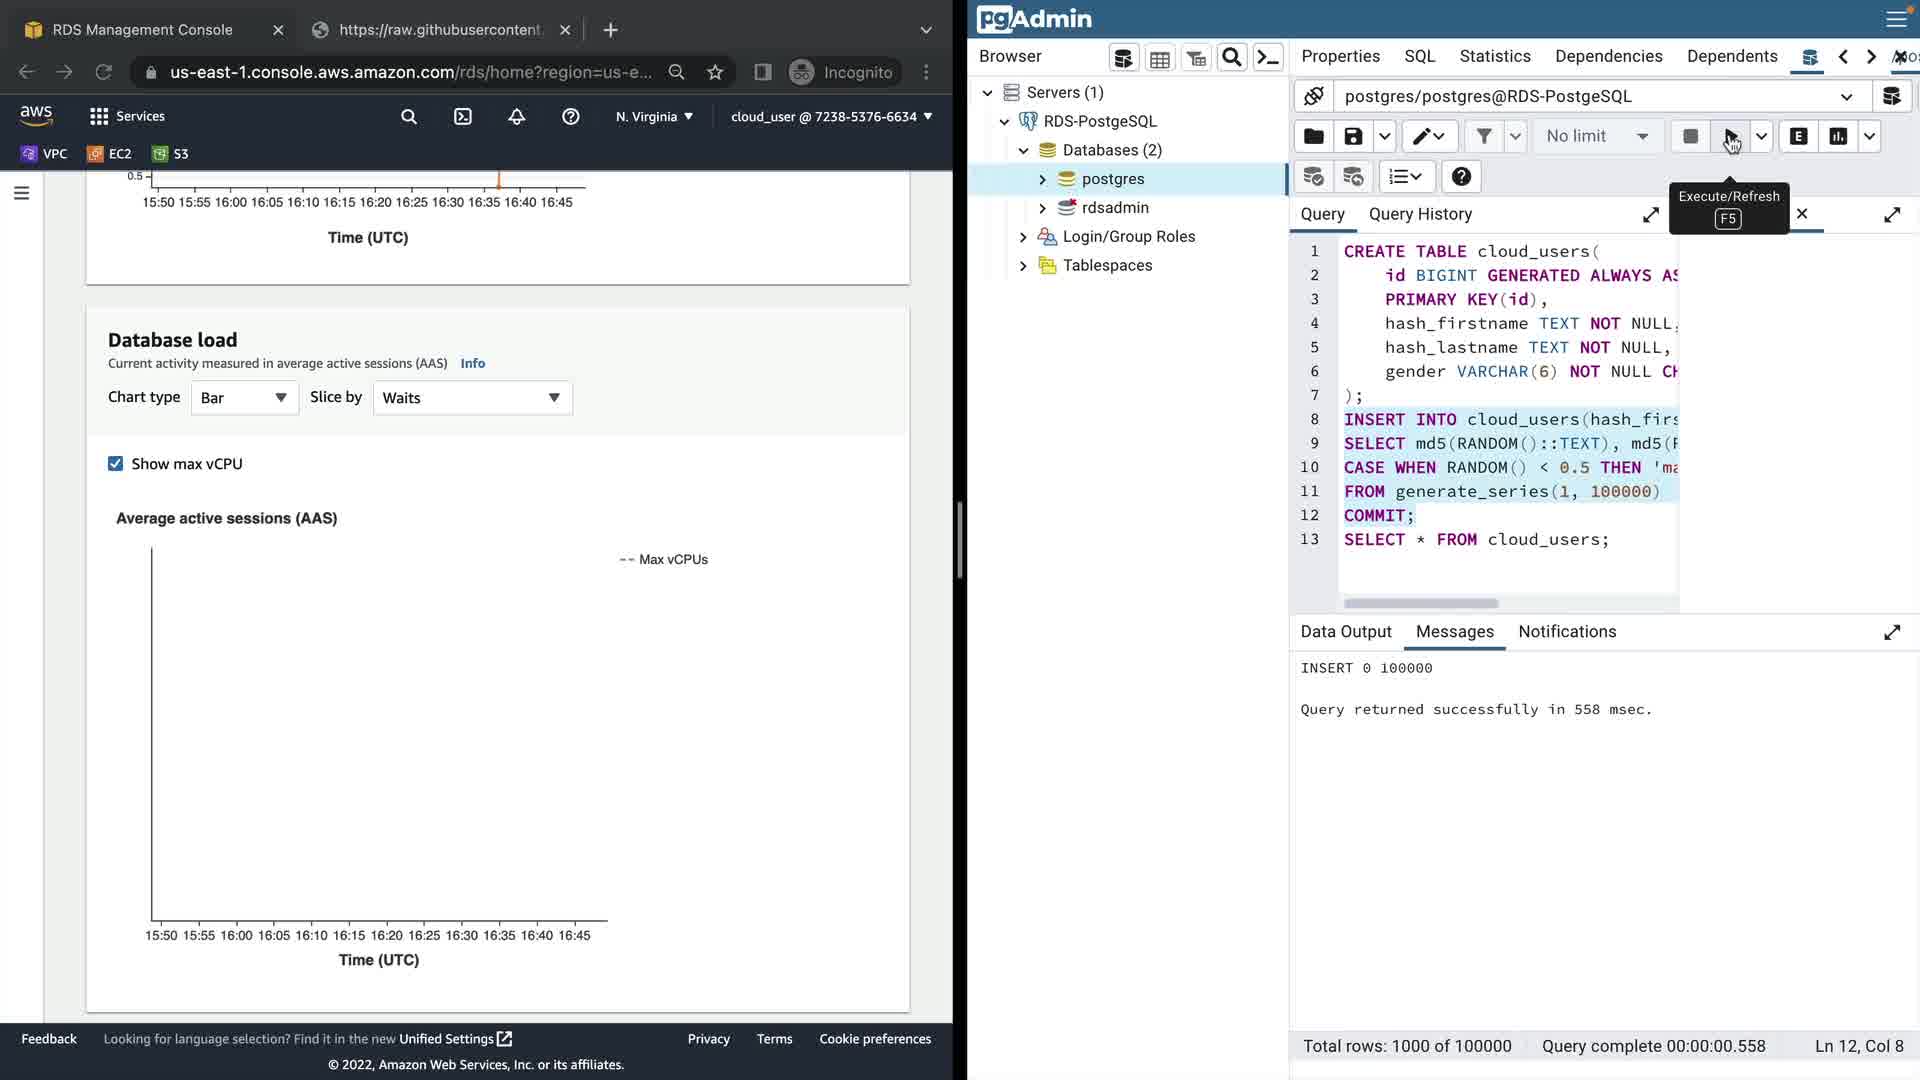 RDS Management Console
https://raw.githubusercontent.
us-east-1.console.aws.amazon.com/rds/home?region=us-e...
Incognito
aws
Services
N. Virginia
cloud_user @ 7238-5376-6634
VPC
EC2
S3
0.5
15:50 15:55 16:00 16:05 16:10 16:15 16:20 16:25 16:30 16:35 16:40 16:45
Time (UTC)
Database load
Current activity measured in average active sessions (AAS) Info
Chart type Bar Slice by Waits
Show max vCPU
Average active sessions (AAS)
Max vCPUs
15:50 15:55 16:00 16:05 16:10 16:15 16:20 16:25 16:30 16:35 16:40 16:45
Time (UTC)
Feedback Looking for language selection? Find it in the new Unified Settings Privacy Terms Cookie preferences
© 2022, Amazon Web Services, Inc. or its affiliates.
pgAdmin
Browser
Servers (1)
RDS-PostgeSQL
Databases (2)
postgres
rdsadmin
Login/Group Roles
Tablespaces
Properties SQL Statistics Dependencies Dependents
postgres/postgres@RDS-PostgeSQL
No limit
E
Execute/Refresh
F5
Query Query History
1 CREATE TABLE cloud_users(
2 id BIGINT GENERATED ALWAYS AS
3 PRIMARY KEY(id),
4 hash_firstname TEXT NOT NULL,
5 hash_lastname TEXT NOT NULL,
6 gender VARCHAR(6) NOT NULL CH
7 );
8 INSERT INTO cloud_users(hash_firs
9 SELECT md5(RANDOM()::TEXT), md5(R
10 CASE WHEN RANDOM() < 0.5 THEN 'ma
11 FROM generate_series(1, 100000)
12 COMMIT;
13 SELECT * FROM cloud_users;
Data Output Messages Notifications
INSERT 0 100000
Query returned successfully in 558 msec.
Total rows: 1000 of 100000 Query complete 00:00:00.558 Ln 12, Col 8